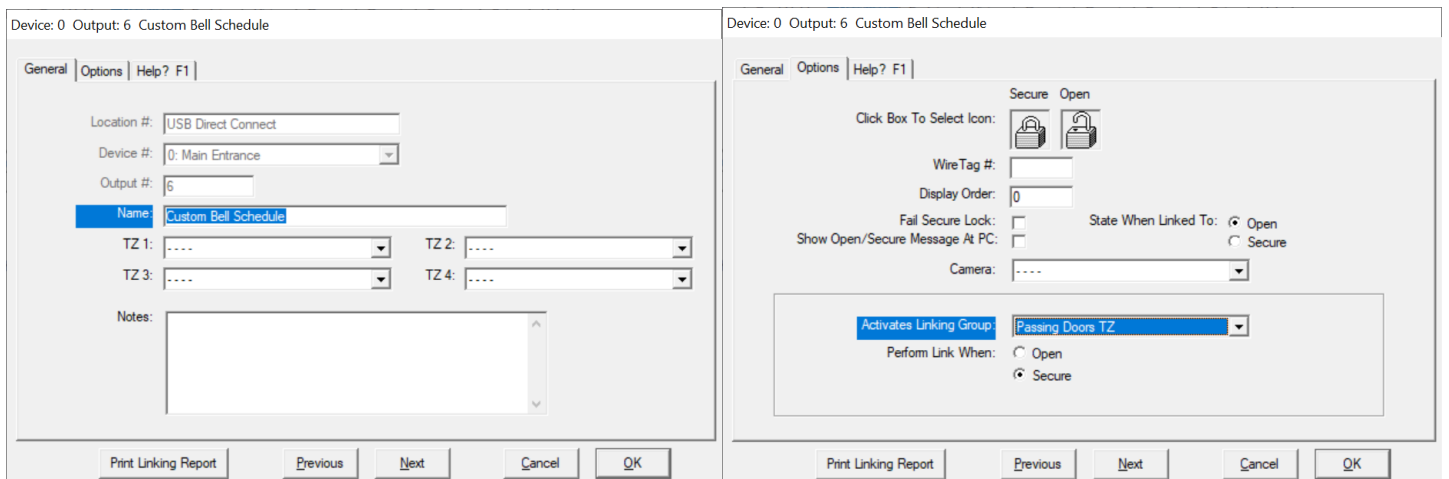 Device: 0 Output: 6 Custom Bell Schedule
General Options Help? F1
Location #: USB Direct Connect
Device #: 0: Main Entrance
Output #: 6
Name: Custom Bell Schedule
TZ 1: ---- TZ 2: ----
TZ 3: ---- TZ 4: ----
Notes:
Print Linking Report Previous Next Cancel OK
Device: 0 Output: 6 Custom Bell Schedule
General Options Help? F1
Secure Open
Click Box To Select Icon:
WireTag #:
Display Order: 0
Fail Secure Lock: State When Linked To: Open
Show Open/Secure Message At PC: Secure
Camera: ----
Activates Linking Group: Passing Doors TZ
Perform Link When: Open
Secure
Print Linking Report Previous Next Cancel OK